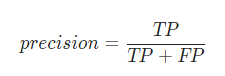 precision = TP / (TP + FP)